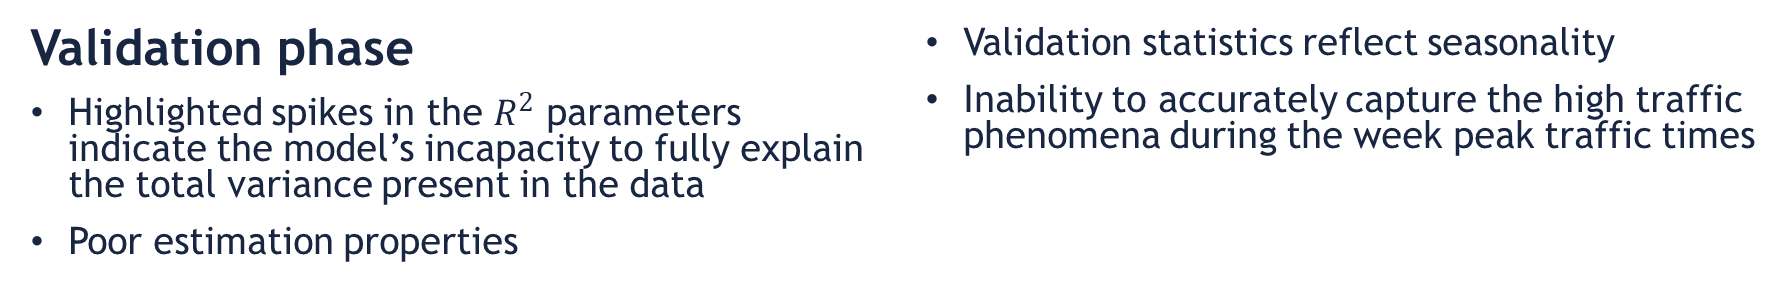 Validation phase
• Highlighted spikes in the R² parameters
indicate the model’s incapacity to fully explain
the total variance present in the data
• Poor estimation properties
• Validation statistics reflect seasonality
• Inability to accurately capture the high traffic
phenomena during the week peak traffic times